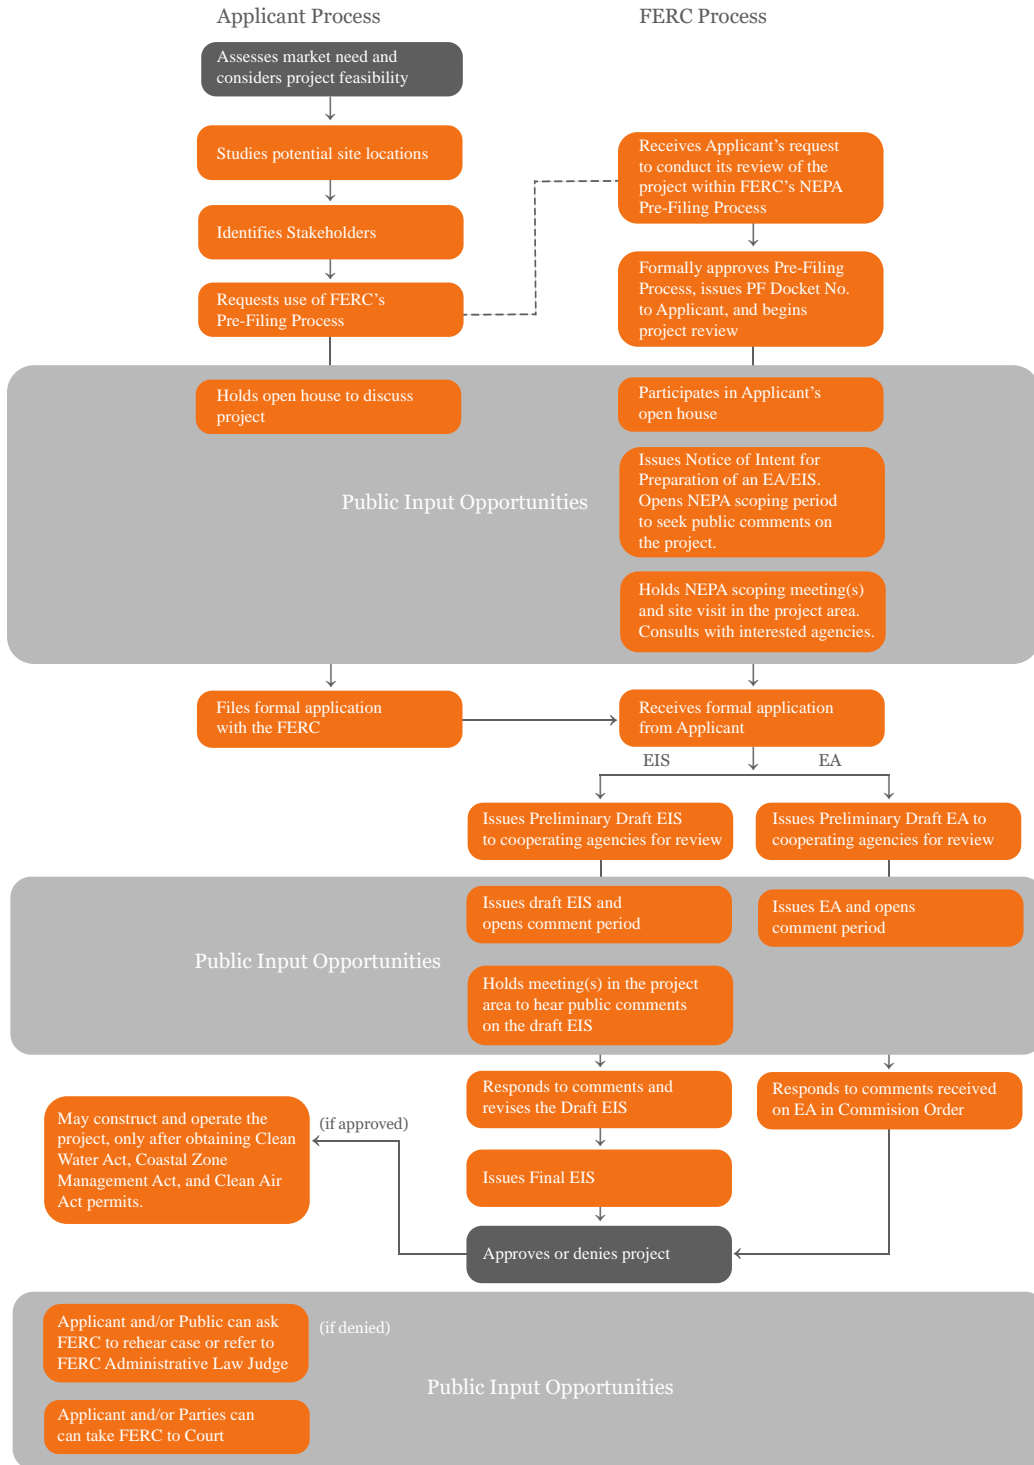 Applicant Process
FERC Process
Assesses market need and
considers project feasibility
Studies potential site locations
Receives Applicant’s request
to conduct its review of the
project within FERC’s NEPA
Pre-Filing Process
Identifies Stakeholders
Formally approves Pre-Filing
Process, issues PF Docket No.
to Applicant, and begins
project review
Requests use of FERC’s
Pre-Filing Process
Holds open house to discuss
project
Participates in Applicant’s
open house
Public Input Opportunities
Issues Notice of Intent for
Preparation of an EA/EIS.
Opens NEPA scoping period
to seek public comments on
the project.
Holds NEPA scoping meeting(s)
and site visit in the project area.
Consults with interested agencies.
Files formal application
with the FERC
Receives formal application
from Applicant
EIS
EA
Issues Preliminary Draft EIS
to cooperating agencies for review
Issues Preliminary Draft EA to
cooperating agencies for review
Issues draft EIS and
opens comment period
Issues EA and opens
comment period
Public Input Opportunities
Holds meeting(s) in the project
area to hear public comments
on the draft EIS
Responds to comments and
revises the Draft EIS
Responds to comments received
on EA in Commision Order
May construct and operate the
project, only after obtaining Clean
Water Act, Coastal Zone
Management Act, and Clean Air
Act permits.
(if approved)
Issues Final EIS
Approves or denies project
Applicant and/or Public can ask
FERC to rehear case or refer to
FERC Administrative Law Judge
(if denied)
Public Input Opportunities
Applicant and/or Parties can
can take FERC to Court